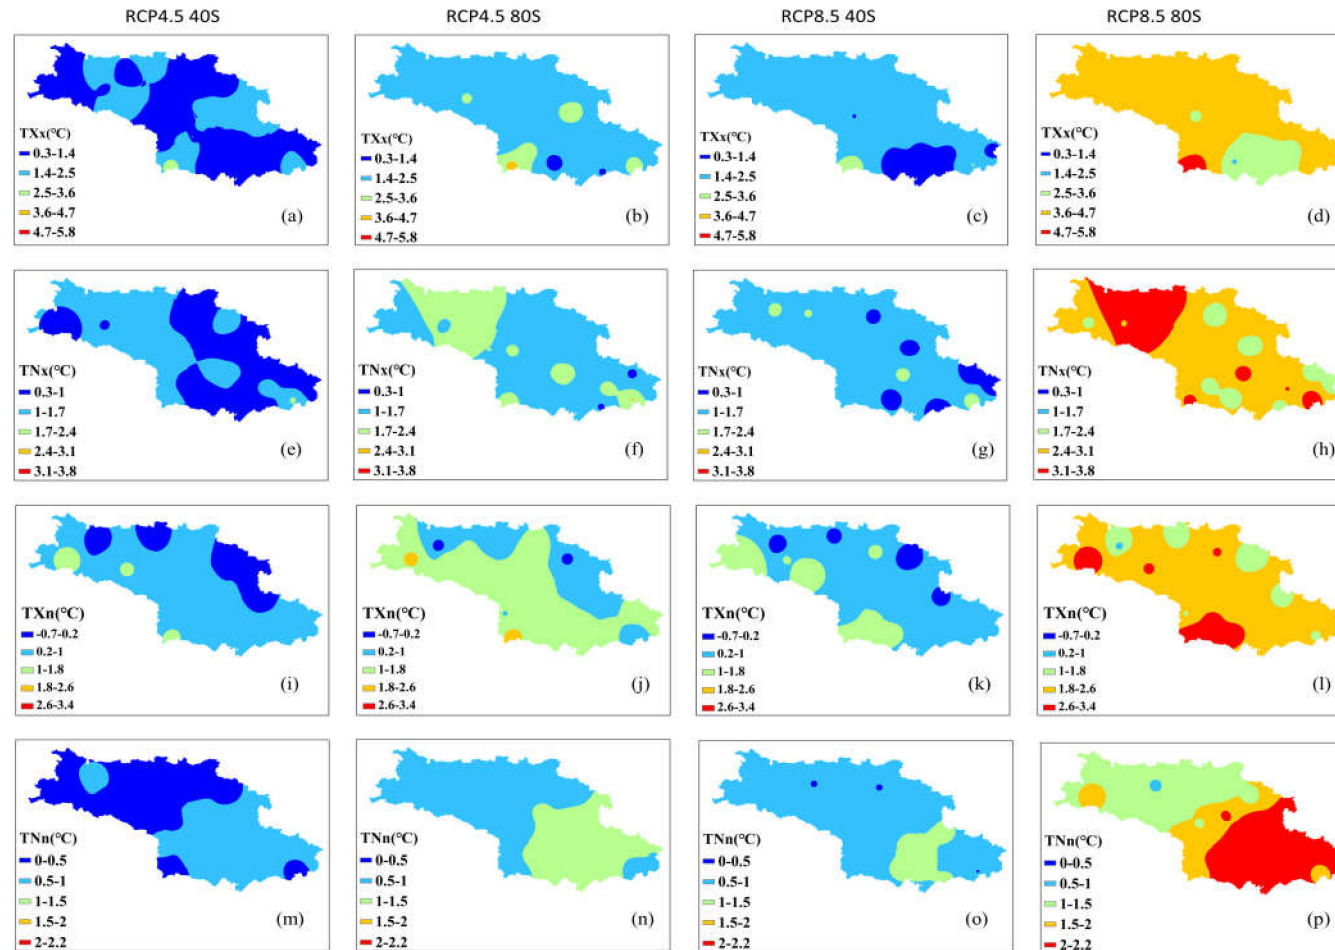 RCP4.5 40S
RCP4.5 80S
RCP8.5 40S
RCP8.5 80S
TXx(°C)
0.3-1.4
1.4-2.5
2.5-3.6
3.6-4.7
4.7-5.8
(a)
TXx(°C)
0.3-1.4
1.4-2.5
2.5-3.6
3.6-4.7
4.7-5.8
(b)
TXx(°C)
0.3-1.4
1.4-2.5
2.5-3.6
3.6-4.7
4.7-5.8
(c)
TXx(°C)
0.3-1.4
1.4-2.5
2.5-3.6
3.6-4.7
4.7-5.8
(d)
TNx(°C)
0.3-1
1-1.7
1.7-2.4
2.4-3.1
3.1-3.8
(e)
TNx(°C)
0.3-1
1-1.7
1.7-2.4
2.4-3.1
3.1-3.8
(f)
TNx(°C)
0.3-1
1-1.7
1.7-2.4
2.4-3.1
3.1-3.8
(g)
TNx(°C)
0.3-1
1-1.7
1.7-2.4
2.4-3.1
3.1-3.8
(h)
TXn(°C)
-0.7-0.2
0.2-1
1-1.8
1.8-2.6
2.6-3.4
(i)
TXn(°C)
-0.7-0.2
0.2-1
1-1.8
1.8-2.6
2.6-3.4
(j)
TXn(°C)
-0.7-0.2
0.2-1
1-1.8
1.8-2.6
2.6-3.4
(k)
TXn(°C)
-0.7-0.2
0.2-1
1-1.8
1.8-2.6
2.6-3.4
(l)
TNn(°C)
0-0.5
0.5-1
1-1.5
1.5-2
2-2.2
(m)
TNn(°C)
0-0.5
0.5-1
1-1.5
1.5-2
2-2.2
(n)
TNn(°C)
0-0.5
0.5-1
1-1.5
1.5-2
2-2.2
(o)
TNn(°C)
0-0.5
0.5-1
1-1.5
1.5-2
2-2.2
(p)